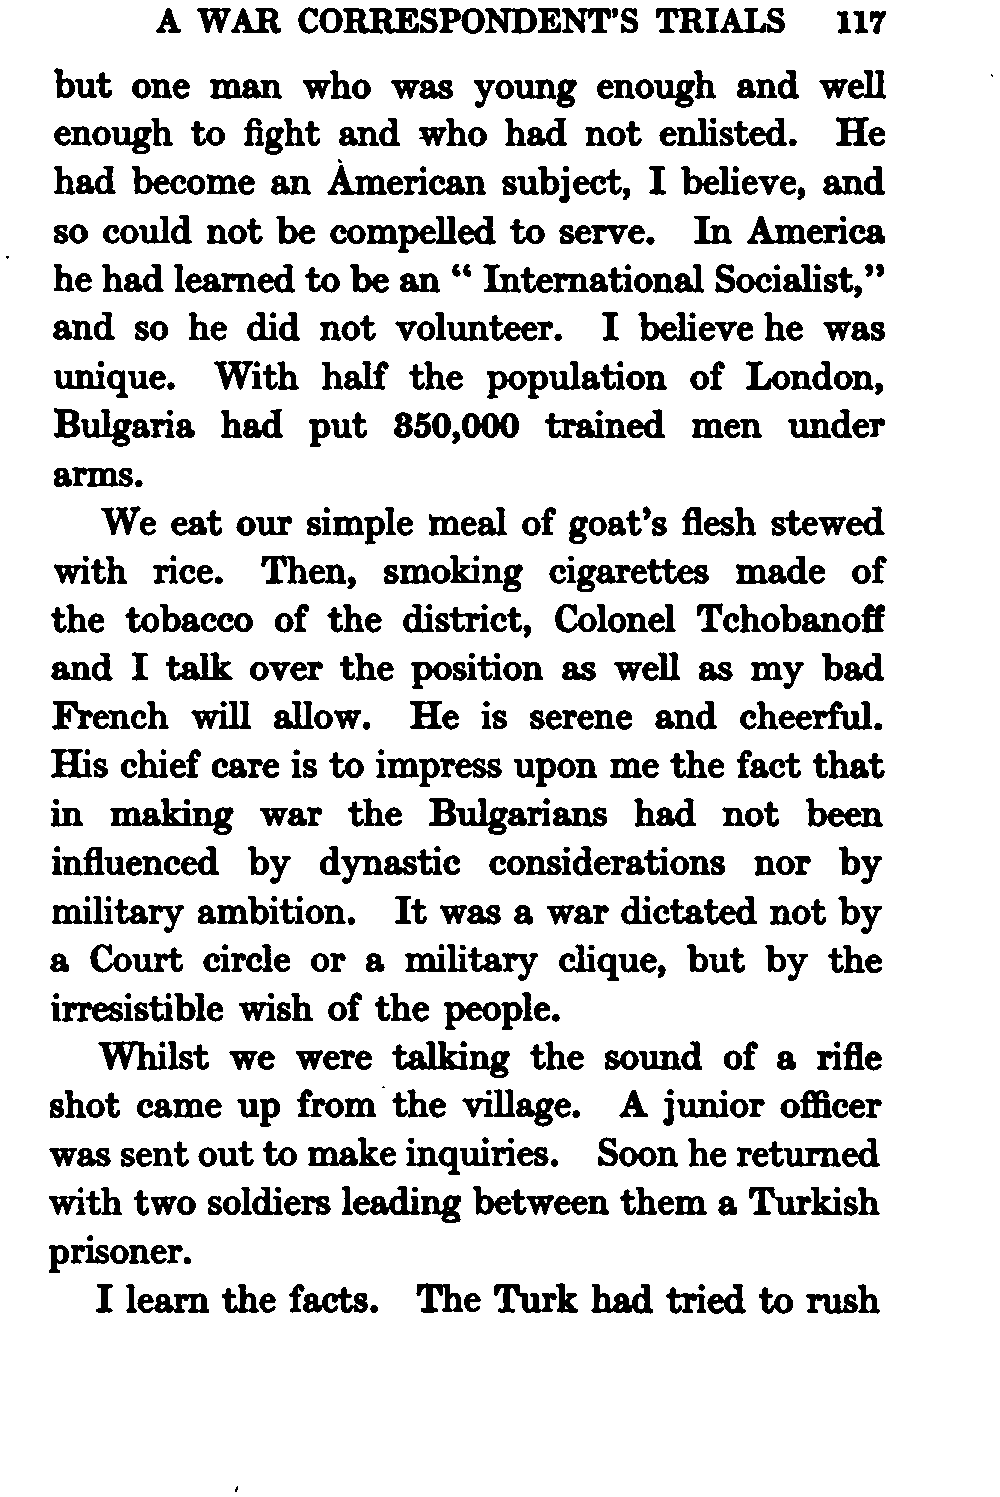 A WAR CORRESPONDENT'S TRIALS 117
but one man who was young enough and well
enough to fight and who had not enlisted. He
had become an American subject, I believe, and
so could not be compelled to serve. In America
he had learned to be an “ International Socialist,”
and so he did not volunteer. I believe he was
unique. With half the population of London,
Bulgaria had put 350,000 trained men under
arms.
We eat our simple meal of goat's flesh stewed
with rice. Then, smoking cigarettes made of
the tobacco of the district, Colonel Tchobanoff
and I talk over the position as well as my bad
French will allow. He is serene and cheerful.
His chief care is to impress upon me the fact that
in making war the Bulgarians had not been
influenced by dynastic considerations nor by
military ambition. It was a war dictated not by
a Court circle or a military clique, but by the
irresistible wish of the people.
Whilst we were talking the sound of a rifle
shot came up from the village. A junior officer
was sent out to make inquiries. Soon he returned
with two soldiers leading between them a Turkish
prisoner.
I learn the facts. The Turk had tried to rush